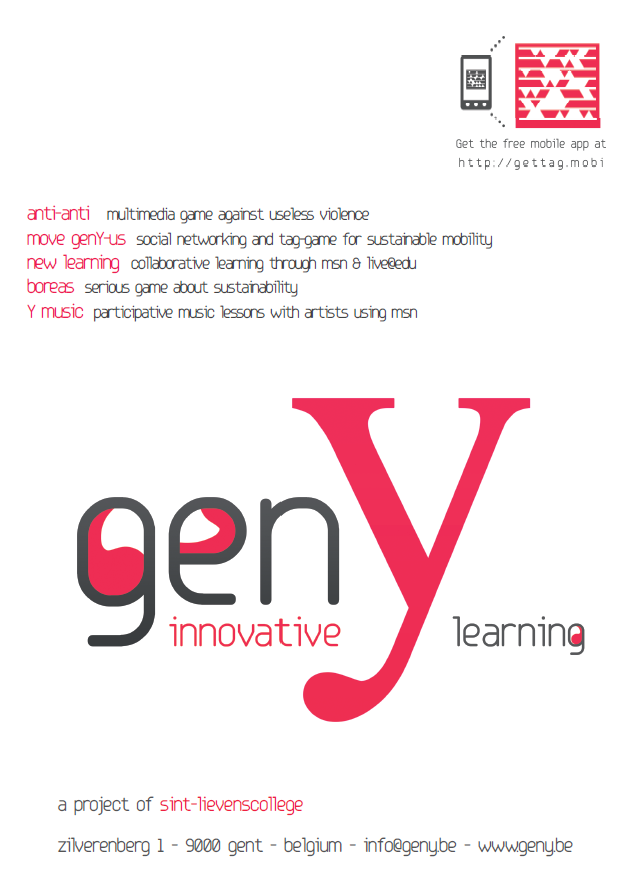 Get the free mobile app at
http://gettag.mobi
anti-anti multimedia game against useless violence
move genY-us social networking and tag-game for sustainable mobility
new learning collaborative learning through msn & live@edu
boreas serious game about sustainability
Y music participative music lessons with artists using msn
geny
innovative learning
a project of sint-lievenscollege
zilverenberg 1 - 9000 gent - belgium - info@geny.be - www.geny.be